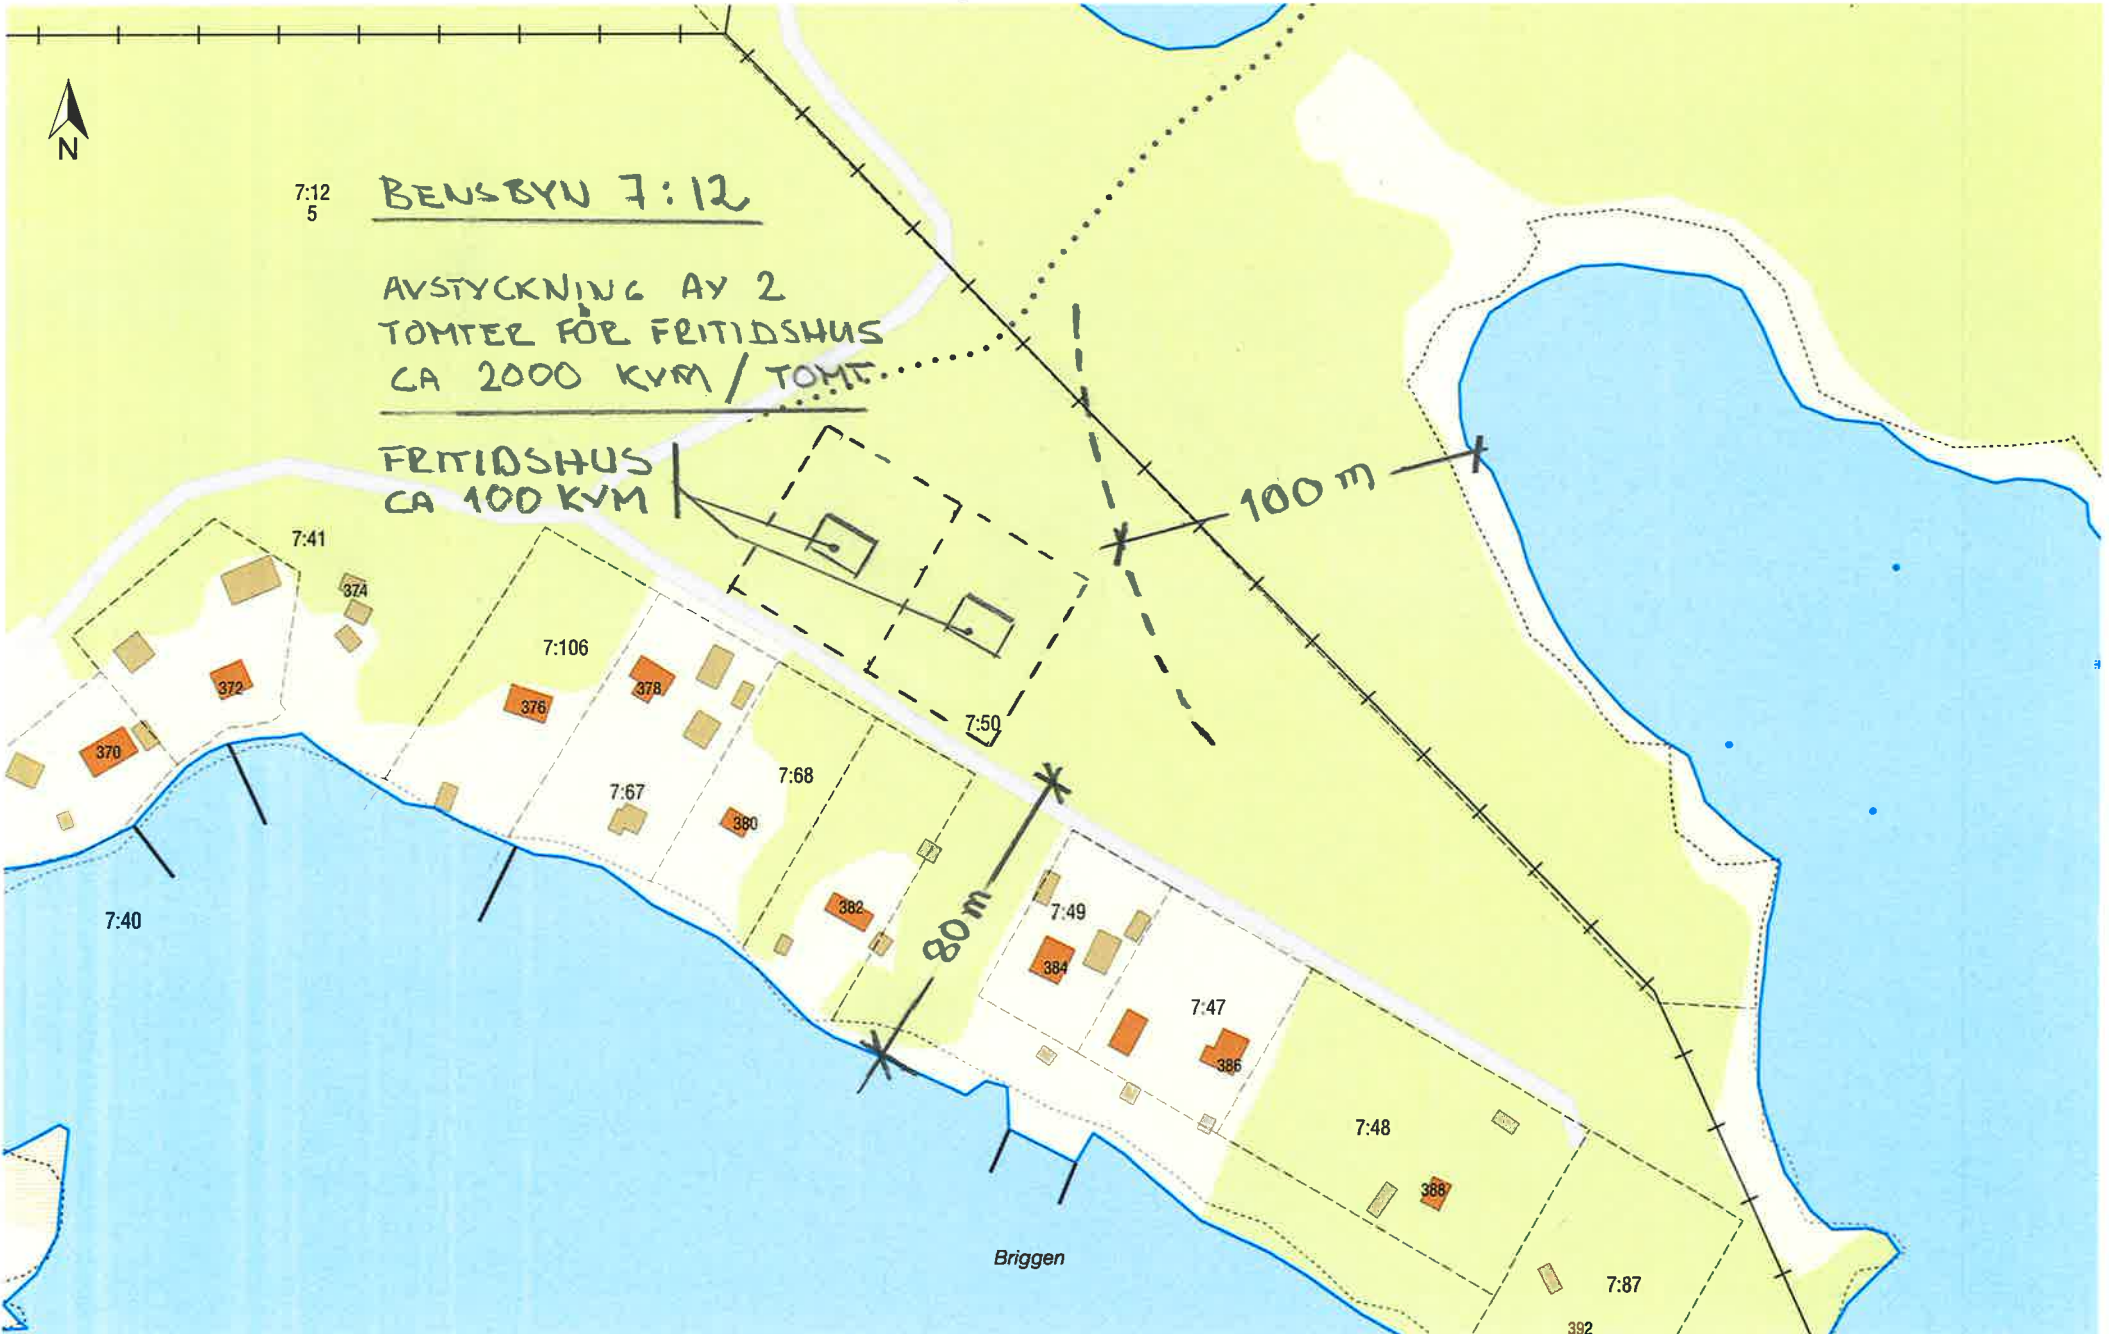 N
7:12
5
BENSBYN 7:12
AVSTYCKNING AV 2
TOMTER FÖR FRITIDSHUS
CA 2000 KVM / TOMT
FRITIDSHUS
CA 100 KVM
100 m
7:41
374
7:106
372
378
376
7:50
370
7:68
7:67
380
382
7:49
80 m
7:40
384
7:47
386
7:48
388
Briggen
7:87
392